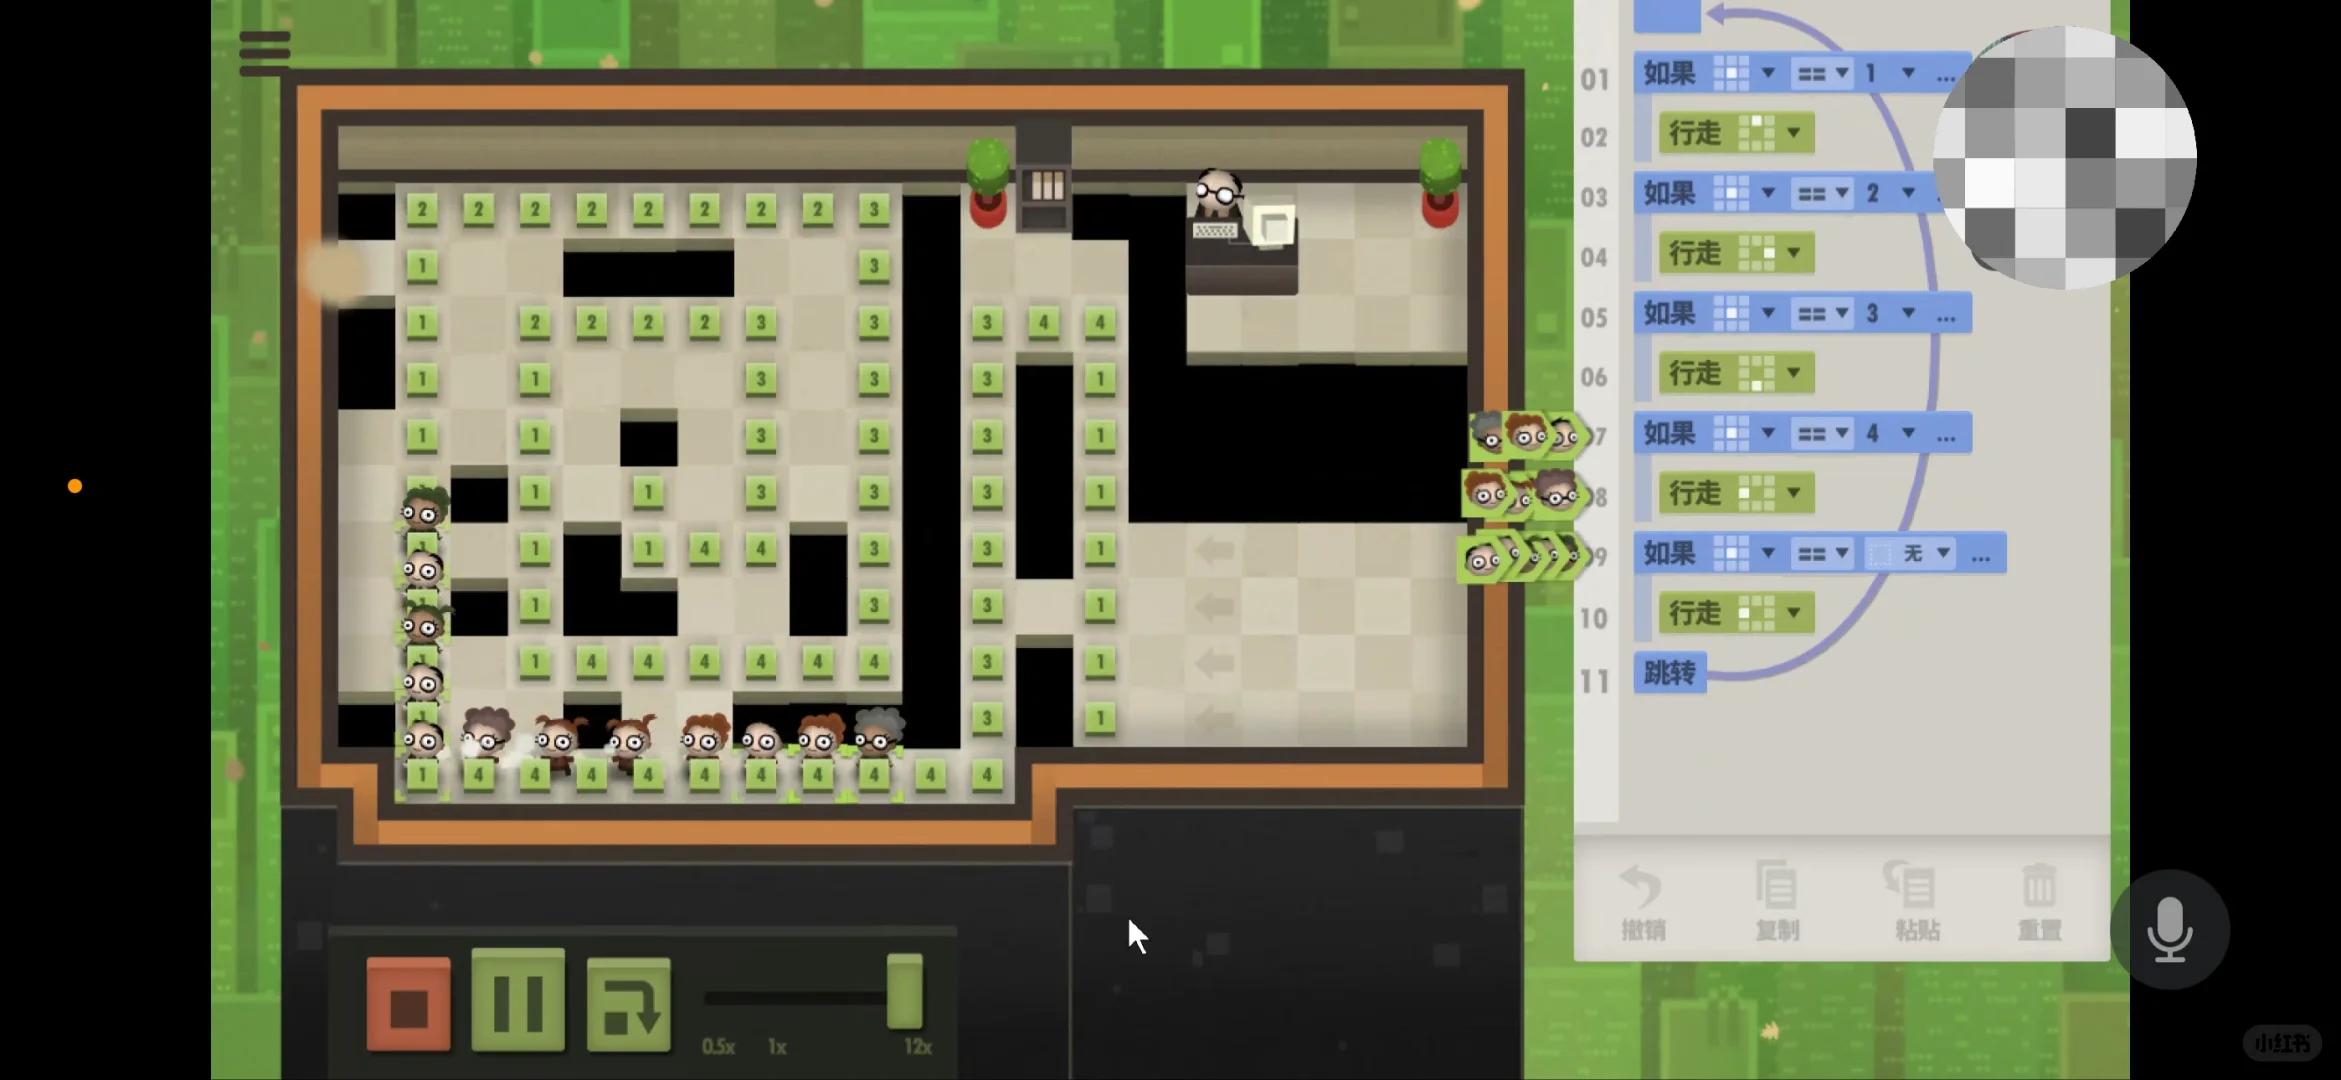 01 如果 == 1 ...
02 行走
03 如果 == 2
04 行走
05 如果 == 3 ...
06 行走
7 如果 == 4 ...
8 行走
9 如果 == 无 ...
10 行走
11 跳转
2 2 2 2 2 2 2 2 3
1 3
1 2 2 2 2 3 3 3 4 4
1 1 3 3 3 1
1 1 3 3 3 1
1 1 3 3 3 1
1 1 4 4 3 3 1
1 3 3 1
1 4 4 4 4 4 4 3 1
3 1
1 4 4 4 4 4 4 4 4 4 4
撤销 复制 粘贴 重置
0.5x 1x 12x
小红书